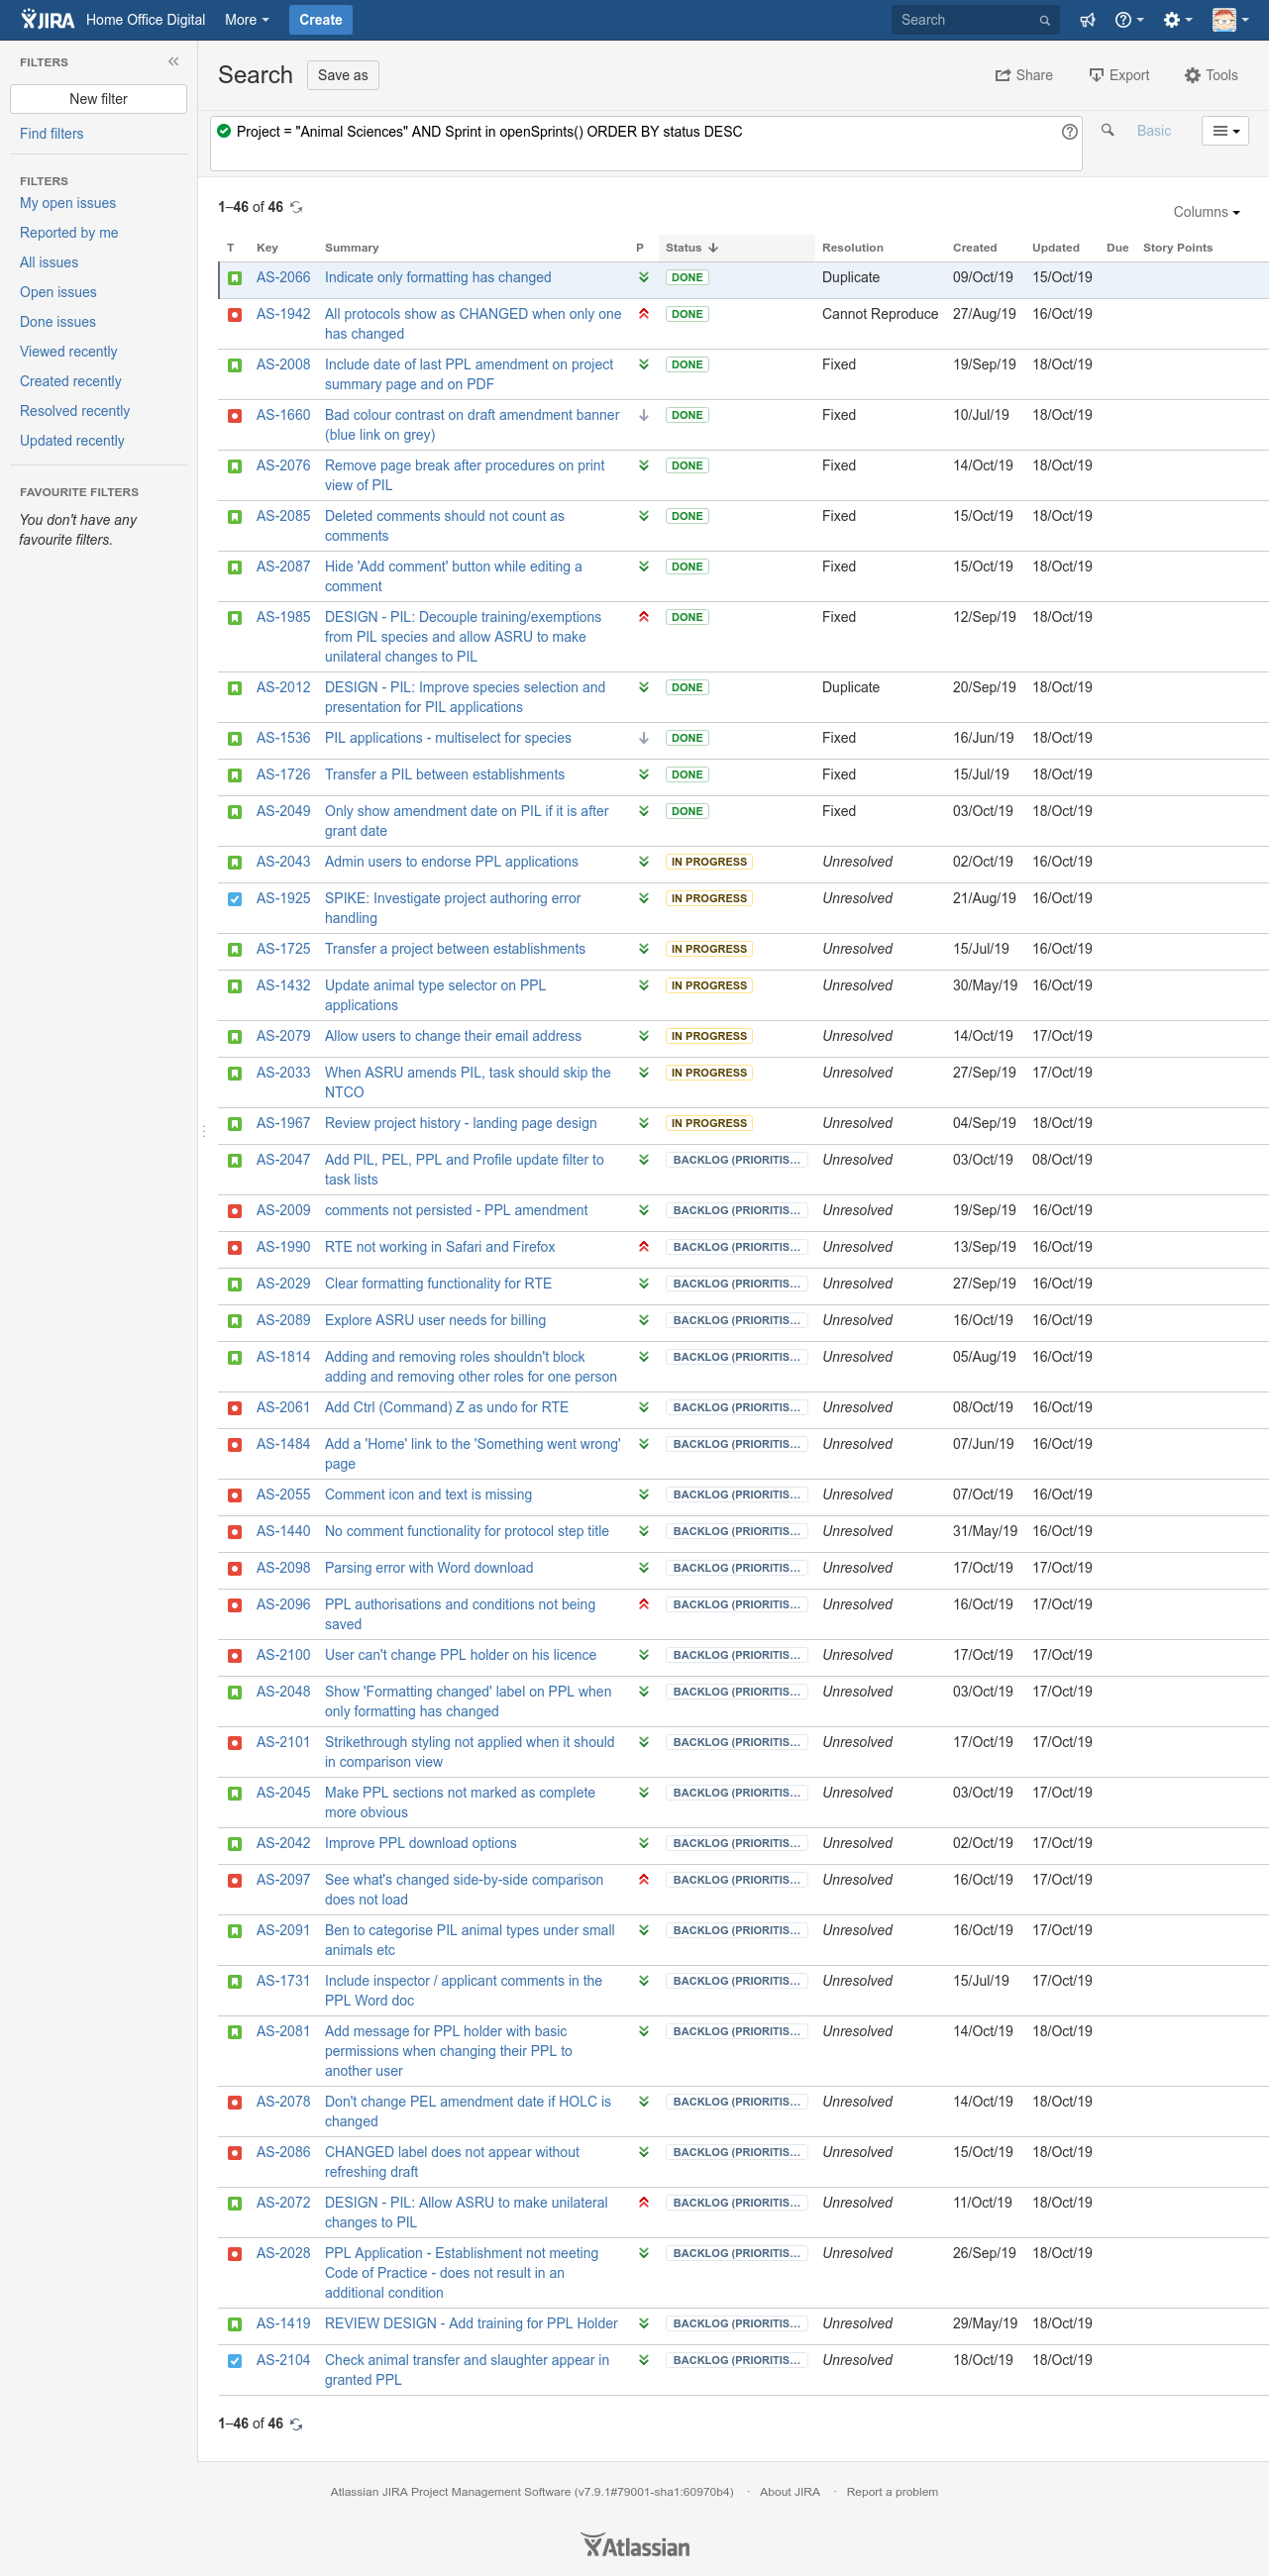 JIRA Home Office Digital More Create Search
FILTERS
New filter
Find filters
FILTERS
My open issues
Reported by me
All issues
Open issues
Done issues
Viewed recently
Created recently
Resolved recently
Updated recently
FAVOURITE FILTERS
You don't have any
favourite filters.
Search Save as Share Export Tools
Project = "Animal Sciences" AND Sprint in openSprints() ORDER BY status DESC Basic
1–46 of 46
Columns
T Key Summary P Status Resolution Created Updated Due Story Points
AS-2066 Indicate only formatting has changed DONE Duplicate 09/Oct/19 15/Oct/19
AS-1942 All protocols show as CHANGED when only one DONE Cannot Reproduce 27/Aug/19 16/Oct/19
has changed
AS-2008 Include date of last PPL amendment on project DONE Fixed 19/Sep/19 18/Oct/19
summary page and on PDF
AS-1660 Bad colour contrast on draft amendment banner DONE Fixed 10/Jul/19 18/Oct/19
(blue link on grey)
AS-2076 Remove page break after procedures on print DONE Fixed 14/Oct/19 18/Oct/19
view of PIL
AS-2085 Deleted comments should not count as DONE Fixed 15/Oct/19 18/Oct/19
comments
AS-2087 Hide 'Add comment' button while editing a DONE Fixed 15/Oct/19 18/Oct/19
comment
AS-1985 DESIGN - PIL: Decouple training/exemptions DONE Fixed 12/Sep/19 18/Oct/19
from PIL species and allow ASRU to make
unilateral changes to PIL
AS-2012 DESIGN - PIL: Improve species selection and DONE Duplicate 20/Sep/19 18/Oct/19
presentation for PIL applications
AS-1536 PIL applications - multiselect for species DONE Fixed 16/Jun/19 18/Oct/19
AS-1726 Transfer a PIL between establishments DONE Fixed 15/Jul/19 18/Oct/19
AS-2049 Only show amendment date on PIL if it is after DONE Fixed 03/Oct/19 18/Oct/19
grant date
AS-2043 Admin users to endorse PPL applications IN PROGRESS Unresolved 02/Oct/19 16/Oct/19
AS-1925 SPIKE: Investigate project authoring error IN PROGRESS Unresolved 21/Aug/19 16/Oct/19
handling
AS-1725 Transfer a project between establishments IN PROGRESS Unresolved 15/Jul/19 16/Oct/19
AS-1432 Update animal type selector on PPL IN PROGRESS Unresolved 30/May/19 16/Oct/19
applications
AS-2079 Allow users to change their email address IN PROGRESS Unresolved 14/Oct/19 17/Oct/19
AS-2033 When ASRU amends PIL, task should skip the IN PROGRESS Unresolved 27/Sep/19 17/Oct/19
NTCO
AS-1967 Review project history - landing page design IN PROGRESS Unresolved 04/Sep/19 18/Oct/19
AS-2047 Add PIL, PEL, PPL and Profile update filter to BACKLOG (PRIORITIS... Unresolved 03/Oct/19 08/Oct/19
task lists
AS-2009 comments not persisted - PPL amendment BACKLOG (PRIORITIS... Unresolved 19/Sep/19 16/Oct/19
AS-1990 RTE not working in Safari and Firefox BACKLOG (PRIORITIS... Unresolved 13/Sep/19 16/Oct/19
AS-2029 Clear formatting functionality for RTE BACKLOG (PRIORITIS... Unresolved 27/Sep/19 16/Oct/19
AS-2089 Explore ASRU user needs for billing BACKLOG (PRIORITIS... Unresolved 16/Oct/19 16/Oct/19
AS-1814 Adding and removing roles shouldn't block BACKLOG (PRIORITIS... Unresolved 05/Aug/19 16/Oct/19
adding and removing other roles for one person
AS-2061 Add Ctrl (Command) Z as undo for RTE BACKLOG (PRIORITIS... Unresolved 08/Oct/19 16/Oct/19
AS-1484 Add a 'Home' link to the 'Something went wrong' BACKLOG (PRIORITIS... Unresolved 07/Jun/19 16/Oct/19
page
AS-2055 Comment icon and text is missing BACKLOG (PRIORITIS... Unresolved 07/Oct/19 16/Oct/19
AS-1440 No comment functionality for protocol step title BACKLOG (PRIORITIS... Unresolved 31/May/19 16/Oct/19
AS-2098 Parsing error with Word download BACKLOG (PRIORITIS... Unresolved 17/Oct/19 17/Oct/19
AS-2096 PPL authorisations and conditions not being BACKLOG (PRIORITIS... Unresolved 16/Oct/19 17/Oct/19
saved
AS-2100 User can't change PPL holder on his licence BACKLOG (PRIORITIS... Unresolved 17/Oct/19 17/Oct/19
AS-2048 Show 'Formatting changed' label on PPL when BACKLOG (PRIORITIS... Unresolved 03/Oct/19 17/Oct/19
only formatting has changed
AS-2101 Strikethrough styling not applied when it should BACKLOG (PRIORITIS... Unresolved 17/Oct/19 17/Oct/19
in comparison view
AS-2045 Make PPL sections not marked as complete BACKLOG (PRIORITIS... Unresolved 03/Oct/19 17/Oct/19
more obvious
AS-2042 Improve PPL download options BACKLOG (PRIORITIS... Unresolved 02/Oct/19 17/Oct/19
AS-2097 See what's changed side-by-side comparison BACKLOG (PRIORITIS... Unresolved 16/Oct/19 17/Oct/19
does not load
AS-2091 Ben to categorise PIL animal types under small BACKLOG (PRIORITIS... Unresolved 16/Oct/19 17/Oct/19
animals etc
AS-1731 Include inspector / applicant comments in the BACKLOG (PRIORITIS... Unresolved 15/Jul/19 17/Oct/19
PPL Word doc
AS-2081 Add message for PPL holder with basic BACKLOG (PRIORITIS... Unresolved 14/Oct/19 18/Oct/19
permissions when changing their PPL to
another user
AS-2078 Don't change PEL amendment date if HOLC is BACKLOG (PRIORITIS... Unresolved 14/Oct/19 18/Oct/19
changed
AS-2086 CHANGED label does not appear without BACKLOG (PRIORITIS... Unresolved 15/Oct/19 18/Oct/19
refreshing draft
AS-2072 DESIGN - PIL: Allow ASRU to make unilateral BACKLOG (PRIORITIS... Unresolved 11/Oct/19 18/Oct/19
changes to PIL
AS-2028 PPL Application - Establishment not meeting BACKLOG (PRIORITIS... Unresolved 26/Sep/19 18/Oct/19
Code of Practice - does not result in an
additional condition
AS-1419 REVIEW DESIGN - Add training for PPL Holder BACKLOG (PRIORITIS... Unresolved 29/May/19 18/Oct/19
AS-2104 Check animal transfer and slaughter appear in BACKLOG (PRIORITIS... Unresolved 18/Oct/19 18/Oct/19
granted PPL
1–46 of 46
Atlassian JIRA Project Management Software (v7.9.1#79001-sha1:60970b4) · About JIRA · Report a problem
Atlassian